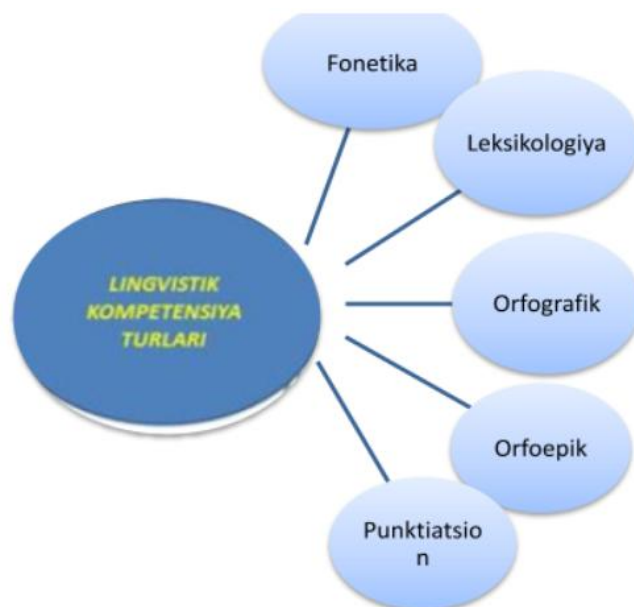 Fonetika
Leksikologiya
LINGVISTIK
KOMPETENSIYA
TURLARI
Orfografik
Orfoepik
Punktiatsio
n